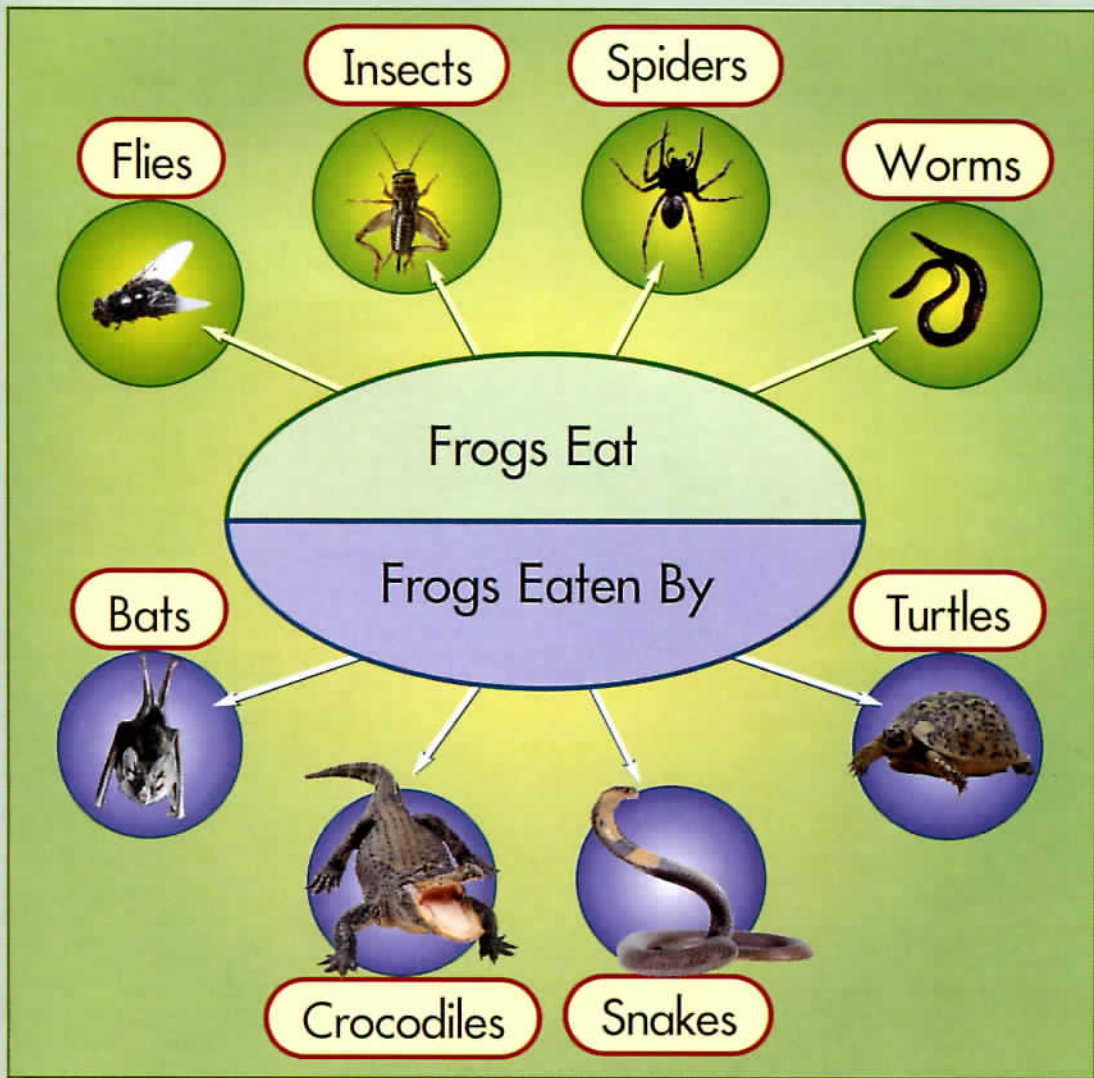 Insects
Spiders
Flies
Worms
Frogs Eat
Frogs Eaten By
Bats
Turtles
Crocodiles
Snakes